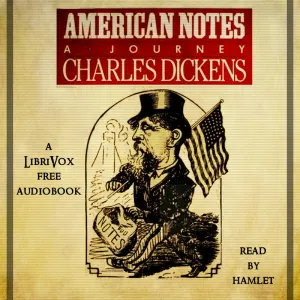 AMERICAN NOTES
A JOURNEY
CHARLES DICKENS
A
LIBRIVOX
FREE
AUDIOBOOK
NOTES
READ
BY
HAMLET